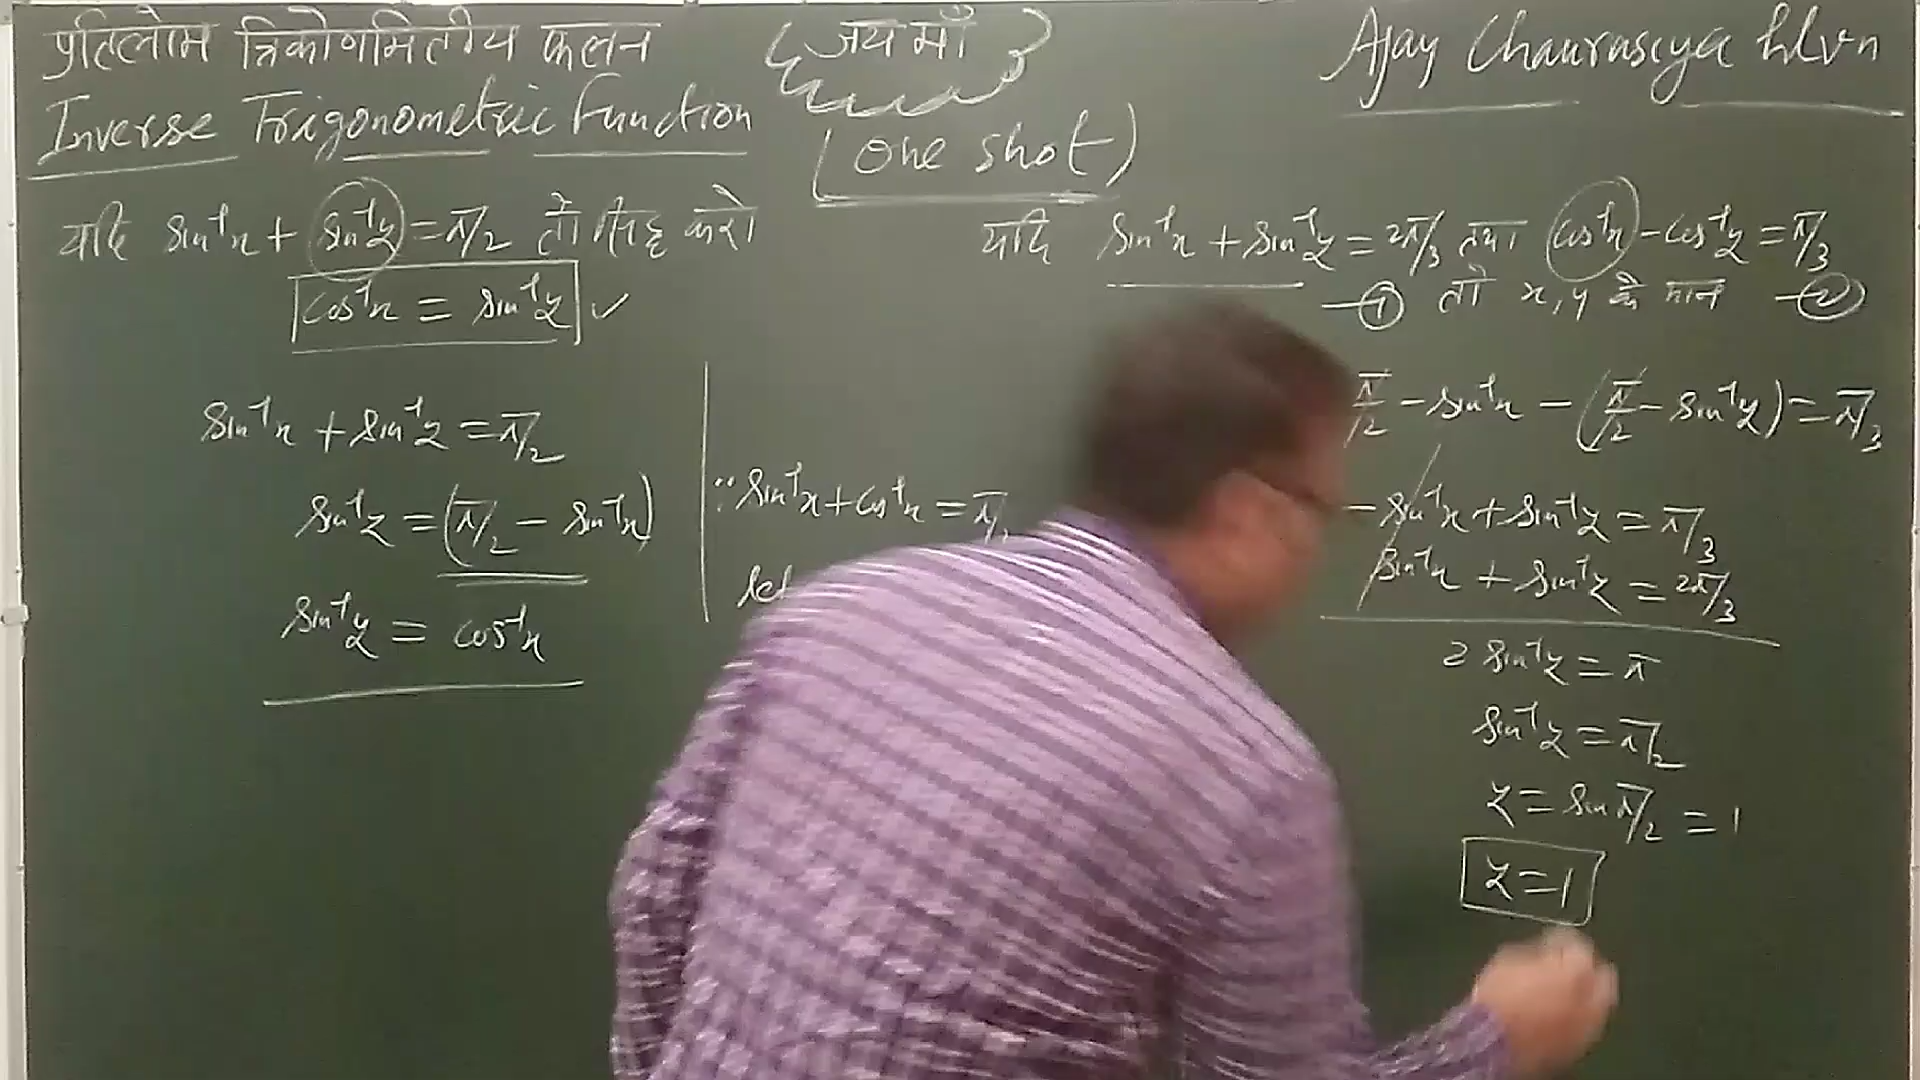 प्रतिलोम त्रिकोणमितीय फलन
{जय माँ}
Ajay Chaurasiya hlvn
Inverse Trigonometric Function
(one shot)
यदि sin⁻¹x + sin⁻¹y = π/2 तो सिद्ध करो
cos⁻¹x = sin⁻¹y ✓
sin⁻¹x + sin⁻¹y = π/2
sin⁻¹y = (π/2 - sin⁻¹x)
sin⁻¹y = cos⁻¹x
∵ sin⁻¹x + cos⁻¹x = π/2
let
यदि sin⁻¹x + sin⁻¹y = 2π/3 तथा cos⁻¹x - cos⁻¹y = π/3
—① तो x, y के मान —②
π/2 - sin⁻¹x - (π/2 - sin⁻¹y) = π/3
- sin⁻¹x + sin⁻¹y = π/3
sin⁻¹x + sin⁻¹y = 2π/3
2 sin⁻¹y = π
sin⁻¹y = π/2
y = sin π/2 = 1
y = 1